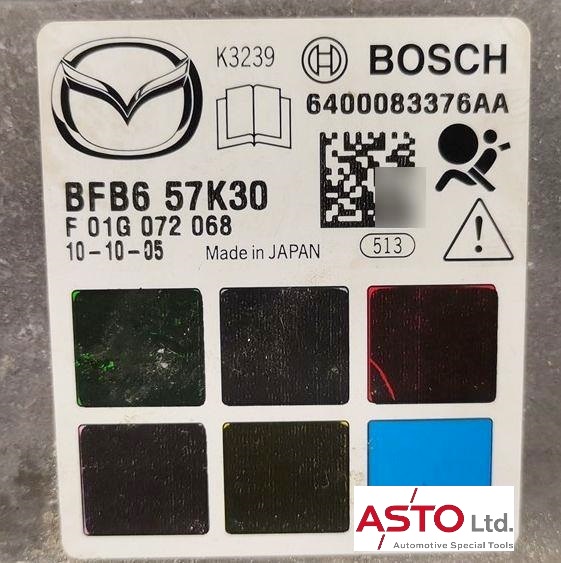 K3239
BOSCH
6400083376AA
BFB6 57K30
F 01G 072 068
10-10-05
Made in JAPAN
513
ASTO Ltd.
Automotive Special Tools